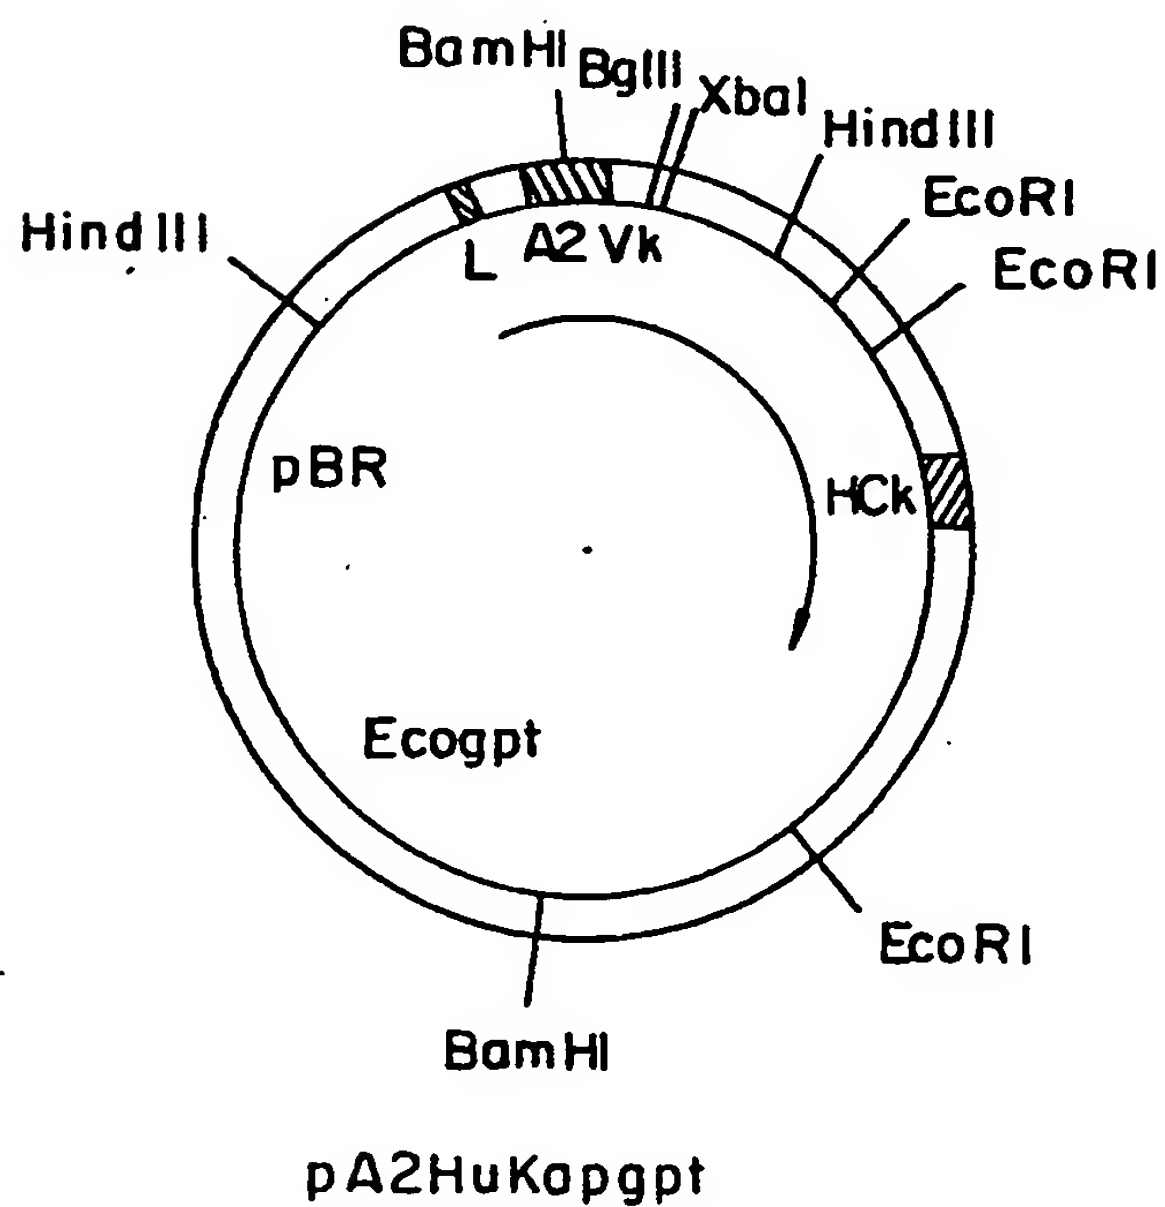 BamHI
BglII
XbaI
HindIII
EcoRI
EcoRI
HindIII
L
A2 Vk
pBR
HCk
Ecogpt
EcoRI
BamHI
pA2HuKapgpt